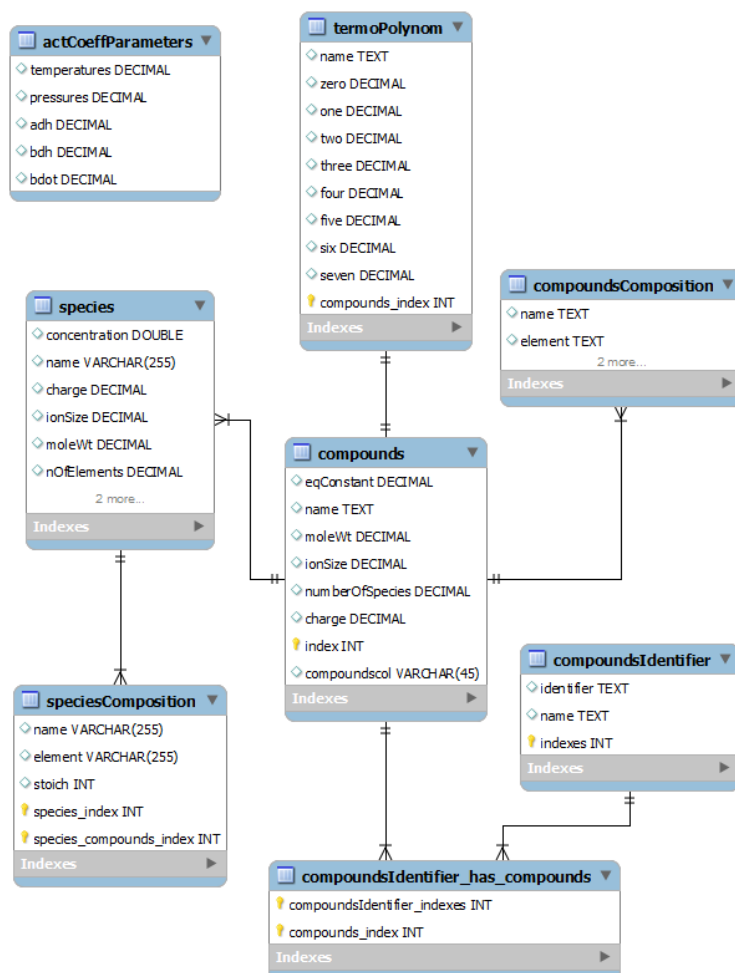 actCoeffParameters
temperatures DECIMAL
pressures DECIMAL
adh DECIMAL
bdh DECIMAL
bdot DECIMAL
termoPolynom
name TEXT
zero DECIMAL
one DECIMAL
two DECIMAL
three DECIMAL
four DECIMAL
five DECIMAL
six DECIMAL
seven DECIMAL
compounds_index INT
Indexes
species
concentration DOUBLE
name VARCHAR(255)
charge DECIMAL
ionSize DECIMAL
moleWt DECIMAL
nOfElements DECIMAL
2 more...
Indexes
compoundsComposition
name TEXT
element TEXT
2 more...
Indexes
compounds
eqConstant DECIMAL
name TEXT
moleWt DECIMAL
ionSize DECIMAL
numberOfSpecies DECIMAL
charge DECIMAL
index INT
compoundscol VARCHAR(45)
Indexes
speciesComposition
name VARCHAR(255)
element VARCHAR(255)
stoich INT
species_index INT
species_compounds_index INT
Indexes
compoundsIdentifier
identifier TEXT
name TEXT
indexes INT
Indexes
compoundsIdentifier_has_compounds
compoundsIdentifier_indexes INT
compounds_index INT
Indexes